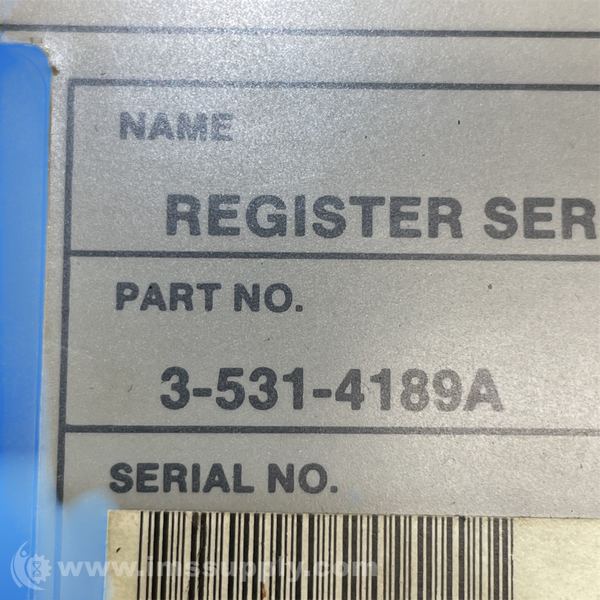 NAME
REGISTER SER
PART NO.
3-531-4189A
SERIAL NO.
www.imssupply.com